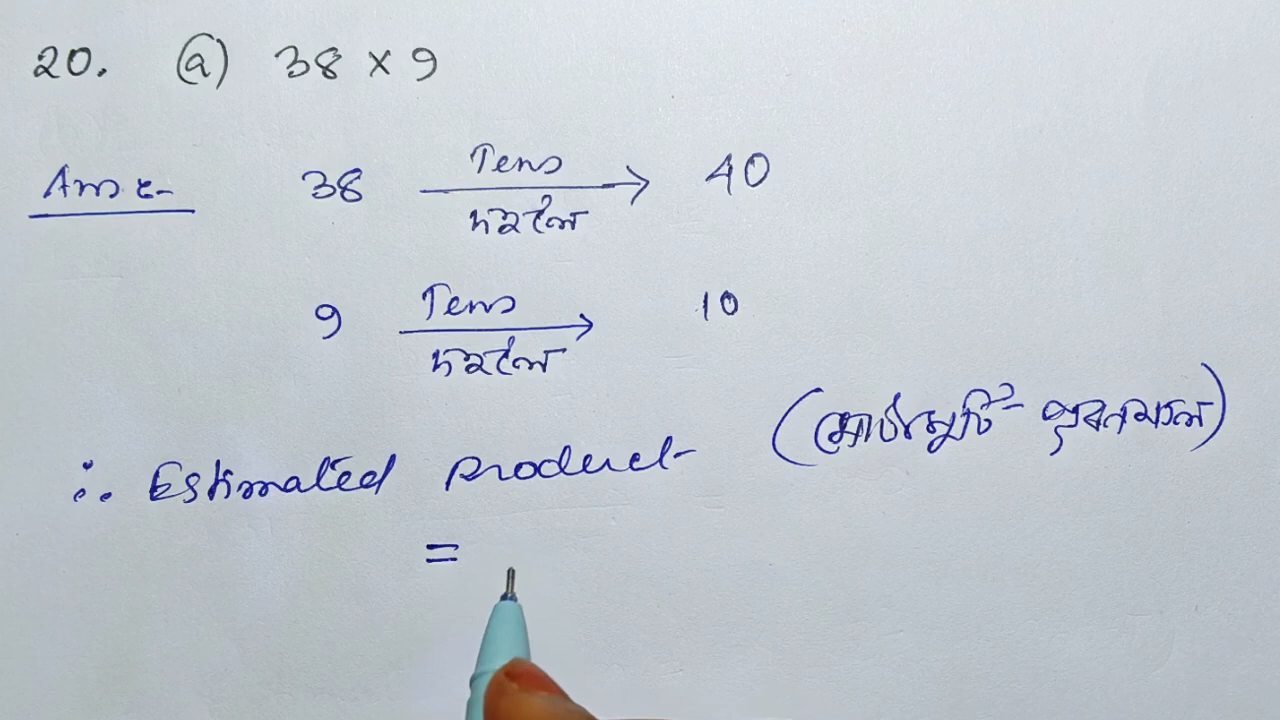 20. (a) 38 × 9
Ans :- 38 Tens → 40
দহলৈ
9 Tens → 10
দহলৈ
∴ Estimated product (মোটামুটি পূৰণফল)
=